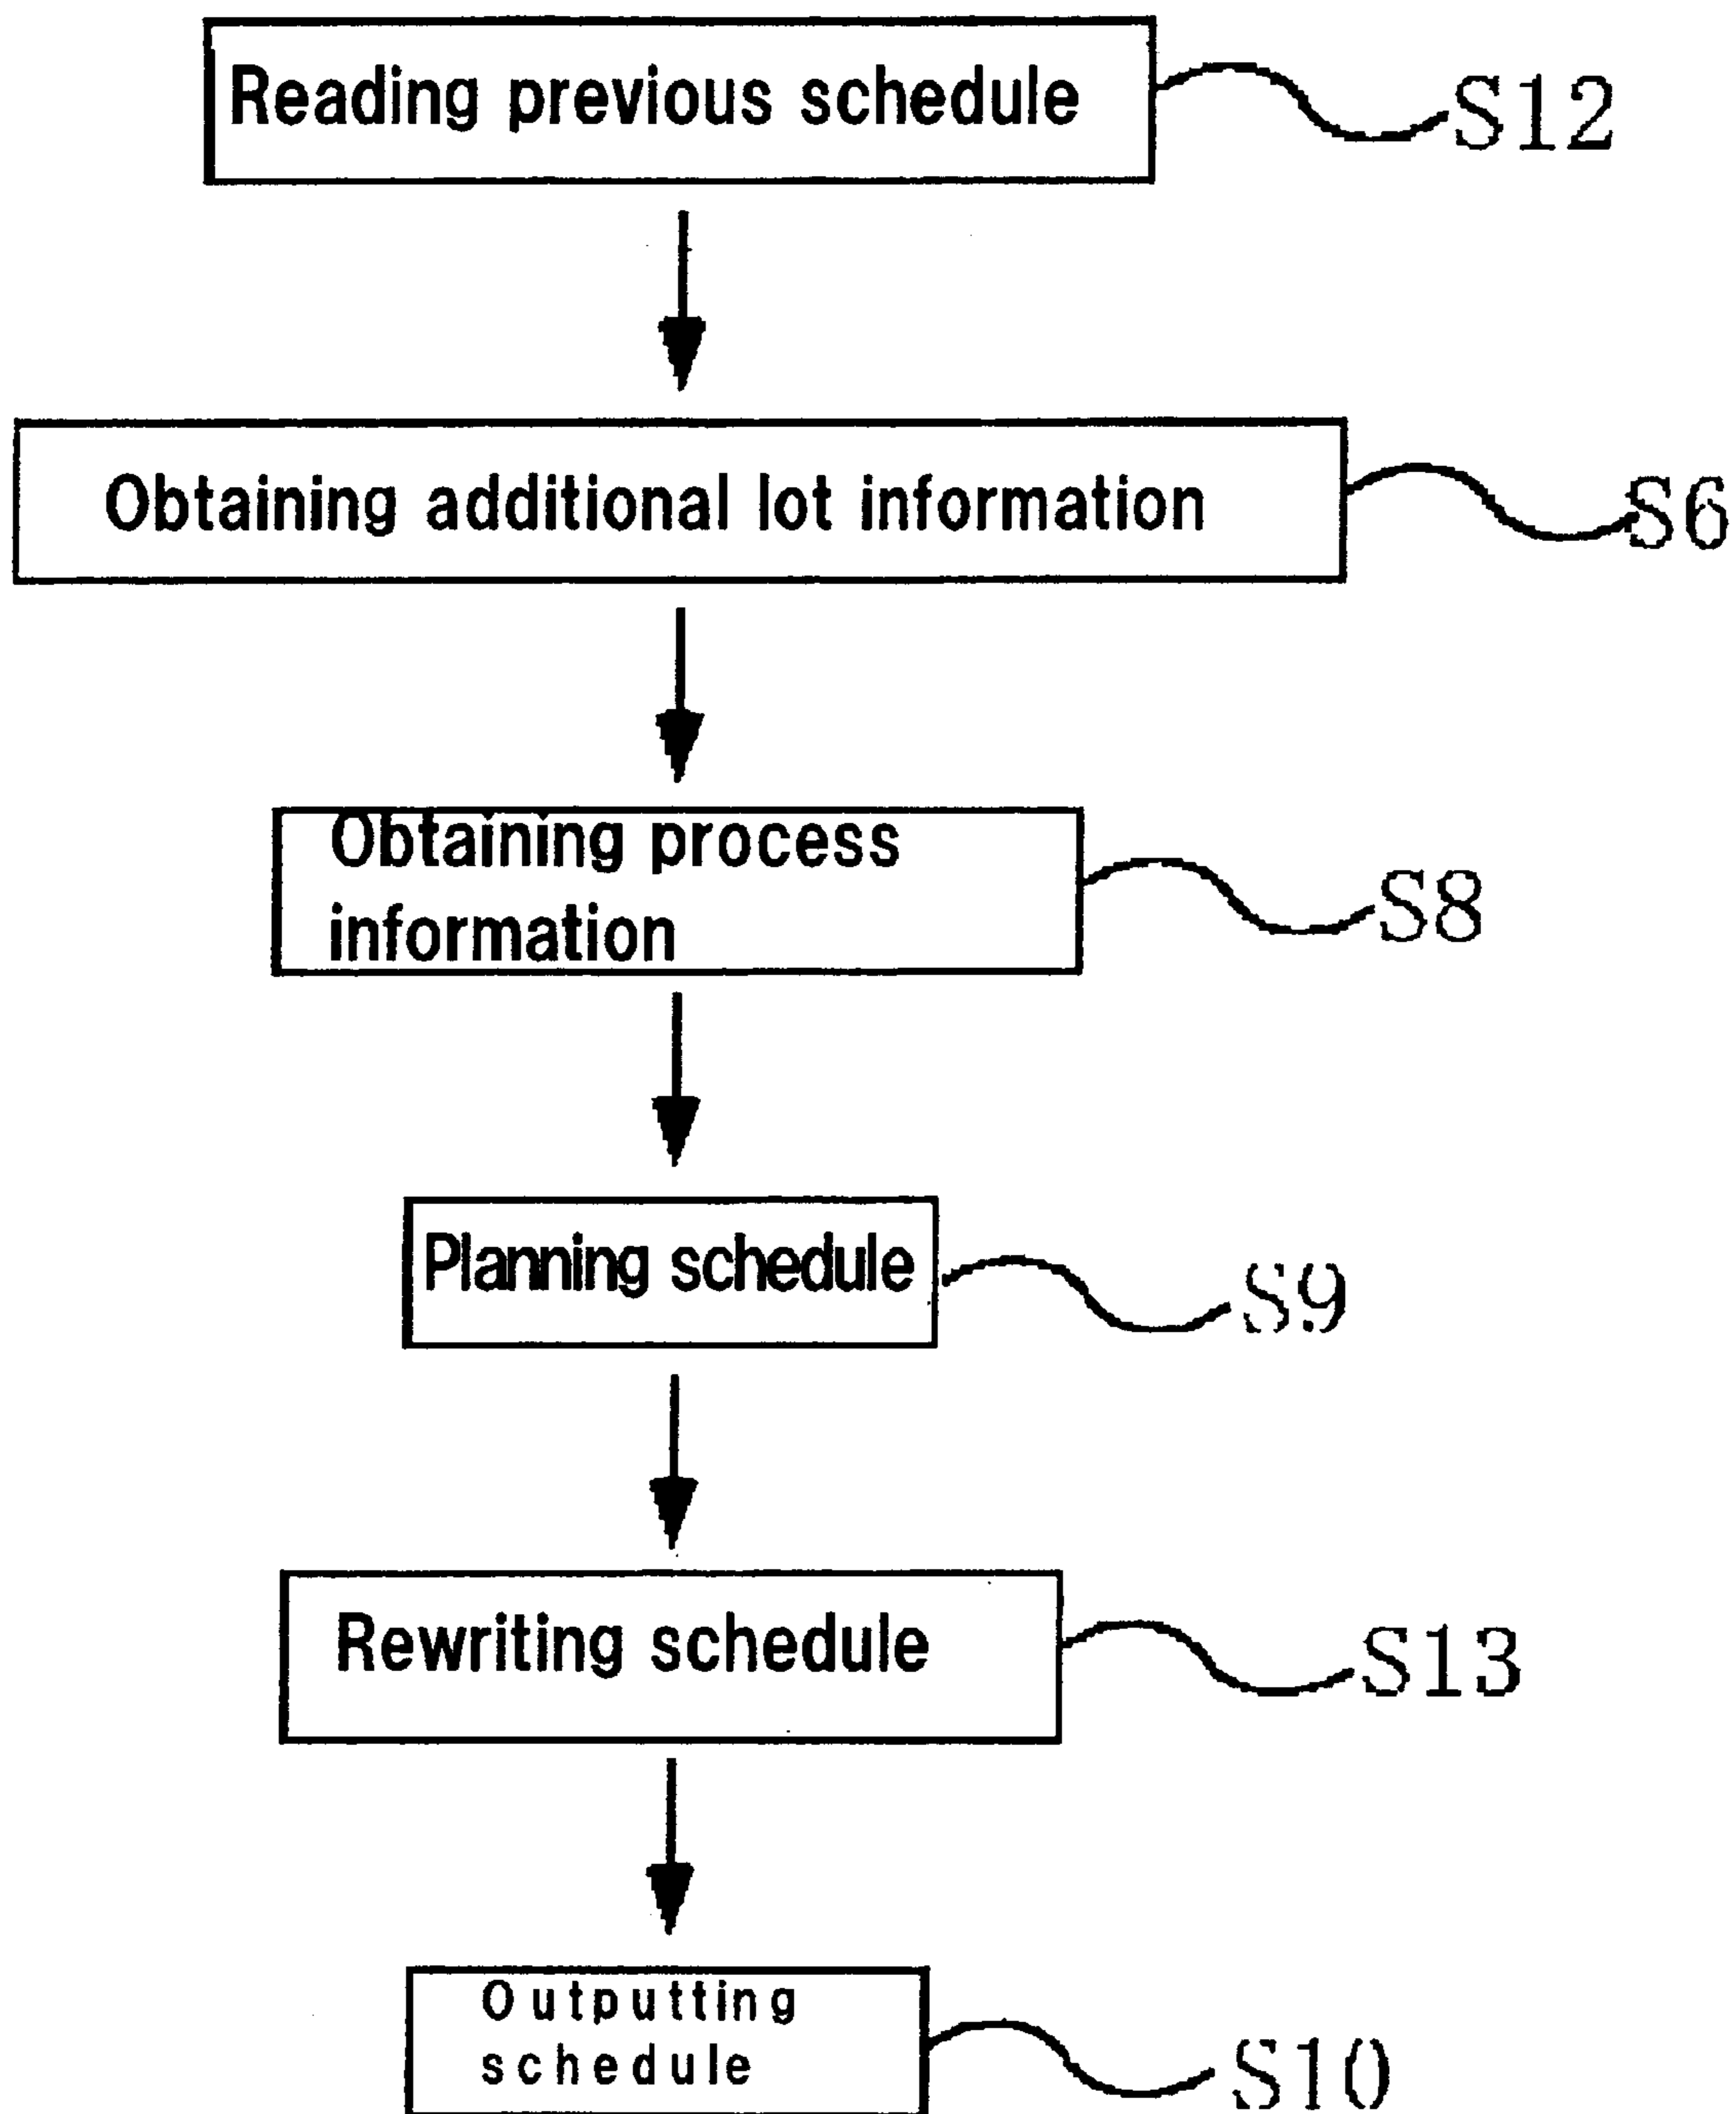 Reading previous schedule
S12
Obtaining additional lot information
S6
Obtaining process
information
S8
Planning schedule
S9
Rewriting schedule
S13
Outputting
schedule
S10